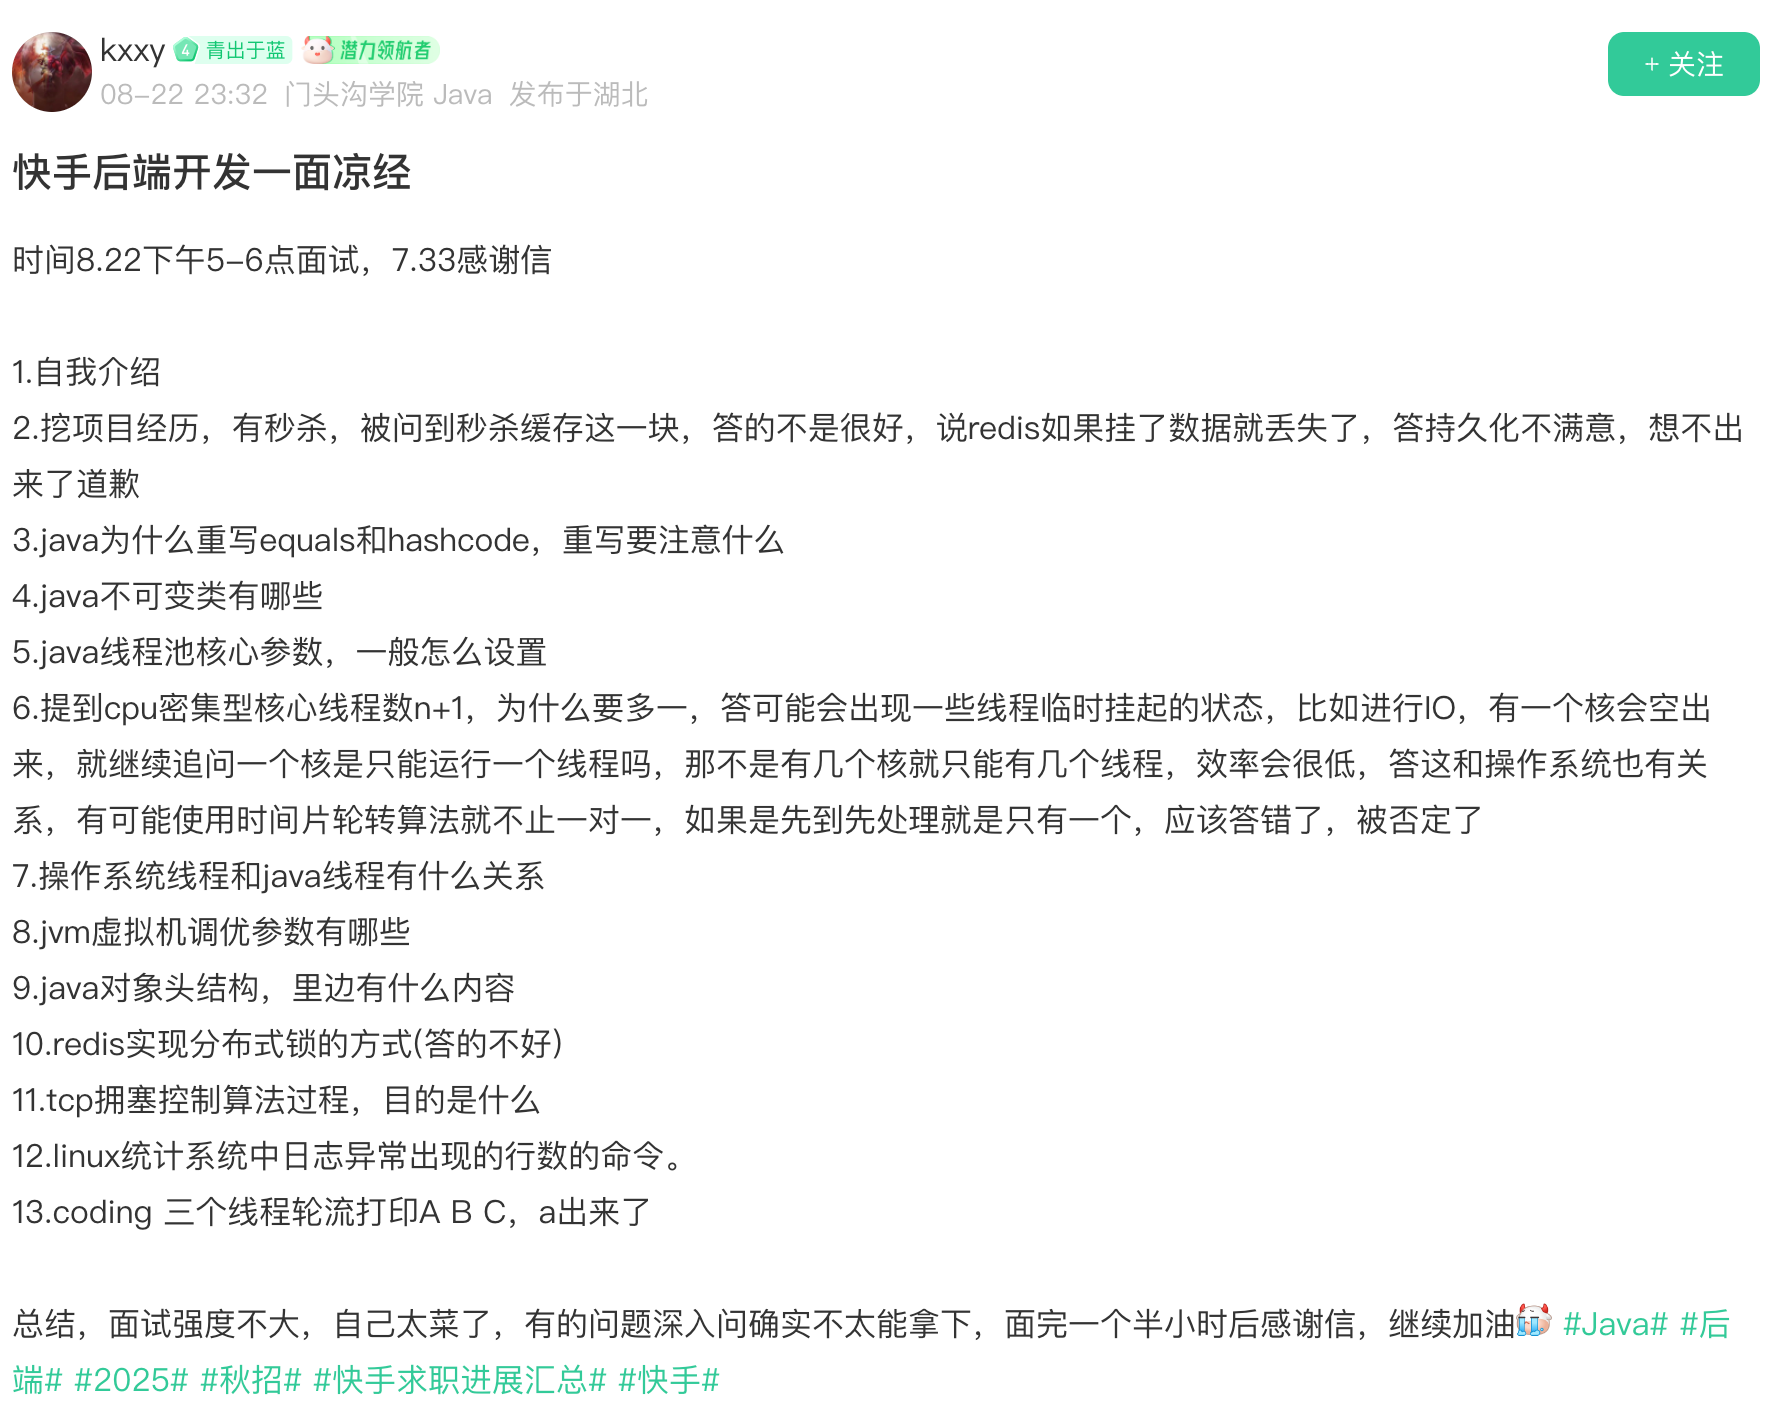 kxxy 4 青出于蓝 潜力领航者
08-22 23:32 门头沟学院 Java 发布于湖北
+ 关注
快手后端开发一面凉经
时间8.22下午5-6点面试，7.33感谢信
1.自我介绍
2.挖项目经历，有秒杀，被问到秒杀缓存这一块，答的不是很好，说redis如果挂了数据就丢失了，答持久化不满意，想不出
来了道歉
3.java为什么重写equals和hashcode，重写要注意什么
4.java不可变类有哪些
5.java线程池核心参数，一般怎么设置
6.提到cpu密集型核心线程数n+1，为什么要多一，答可能会出现一些线程临时挂起的状态，比如进行IO，有一个核会空出
来，就继续追问一个核是只能运行一个线程吗，那不是有几个核就只能有几个线程，效率会很低，答这和操作系统也有关
系，有可能使用时间片轮转算法就不止一对一，如果是先到先处理就是只有一个，应该答错了，被否定了
7.操作系统线程和java线程有什么关系
8.jvm虚拟机调优参数有哪些
9.java对象头结构，里边有什么内容
10.redis实现分布式锁的方式(答的不好)
11.tcp拥塞控制算法过程，目的是什么
12.linux统计系统中日志异常出现的行数的命令。
13.coding 三个线程轮流打印A B C，a出来了
总结，面试强度不大，自己太菜了，有的问题深入问确实不太能拿下，面完一个半小时后感谢信，继续加油 #Java# #后
端# #2025# #秋招# #快手求职进展汇总# #快手#